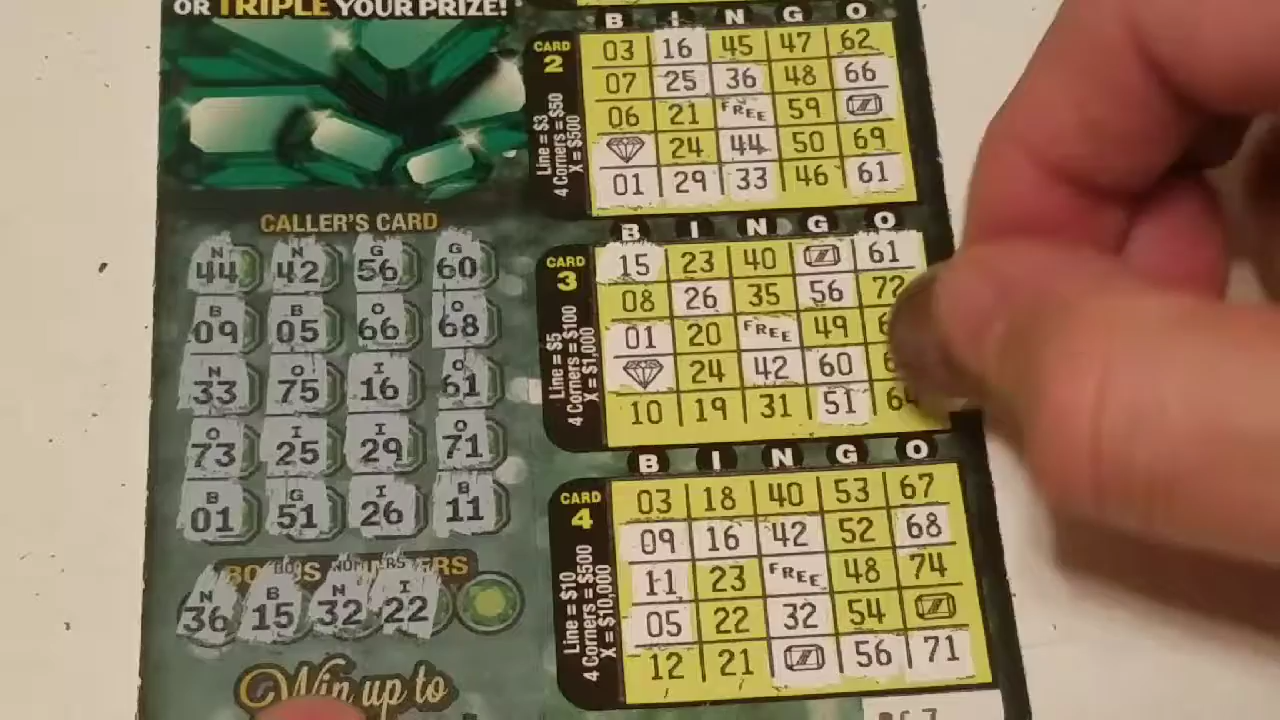 OR TRIPLE YOUR PRIZE!
CALLER'S CARD
N N G G
44 42 56 60
B B O O
09 05 66 68
N O I O
33 75 16 61
O I I O
73 25 29 71
B G I B
01 51 26 11
BONUS NUMBERS
N B N I
36 15 32 22
Win up to
B I N G O
CARD 2
Line = $3
4 Corners = $50
X = $500
03 16 45 47 62
07 25 36 48 66
06 21 FREE 59
24 44 50 69
01 29 33 46 61
B I N G O
CARD 3
Line = $5
4 Corners = $100
X = $1,000
15 23 40 61
08 26 35 56 72
01 20 FREE 49
24 42 60
10 19 31 51 64
B I N G O
CARD 4
Line = $10
4 Corners = $500
X = $10,000
03 18 40 53 67
09 16 42 52 68
11 23 FREE 48 74
05 22 32 54
12 21 56 71